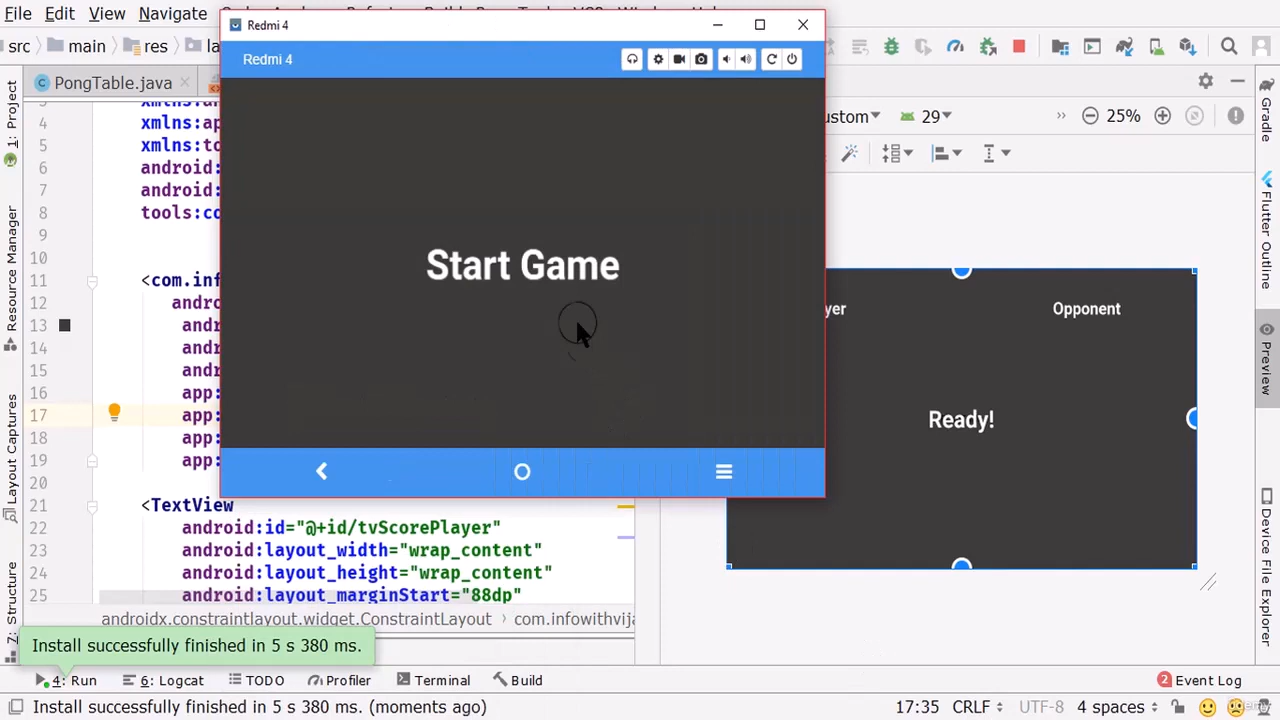 File Edit View Navigate
Redmi 4
src main res
Redmi 4
PongTable.java
ustom 29 25%
4 xmlns:ap
5 xmlns:to
6 android:
7 android:
8 tools:co
9
10
11 <com.inf
12 andro
13 andr
14 andr
15 andr
16 app:
17 app:
18 app:
19 app:
20
21 <TextView
22 android:id="@+id/tvScorePlayer"
23 android:layout_width="wrap_content"
24 android:layout_height="wrap_content"
25 android:layout_marginStart="88dp"
Start Game
yer Opponent
Ready!
1: Project
Resource Manager
Layout Captures
Z: Structure
Gradle
Flutter Outline
Preview
Device File Explorer
androidx.constraintlayout.widget.ConstraintLayout › com.infowithvija
Install successfully finished in 5 s 380 ms.
4: Run 6: Logcat TODO Profiler Terminal Build 2 Event Log
Install successfully finished in 5 s 380 ms. (moments ago) 17:35 CRLF UTF-8 4 spaces